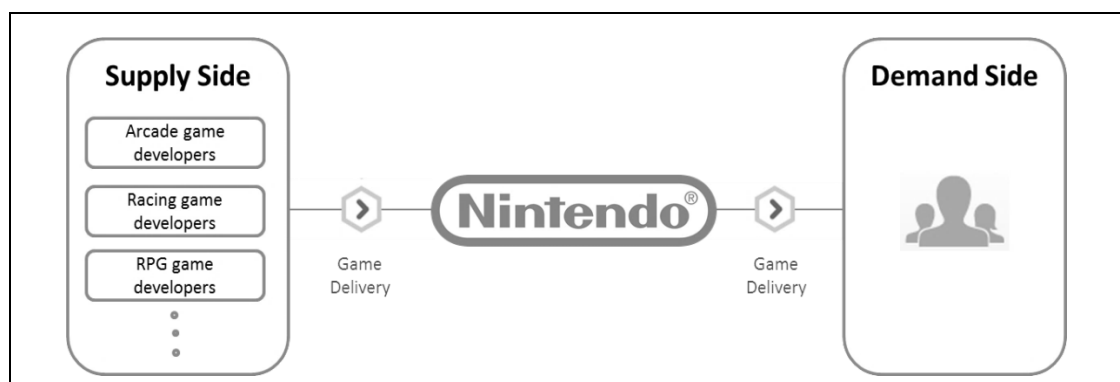 Supply Side
Arcade game
developers
Racing game
developers
RPG game
developers
Game
Delivery
Nintendo®
Game
Delivery
Demand Side